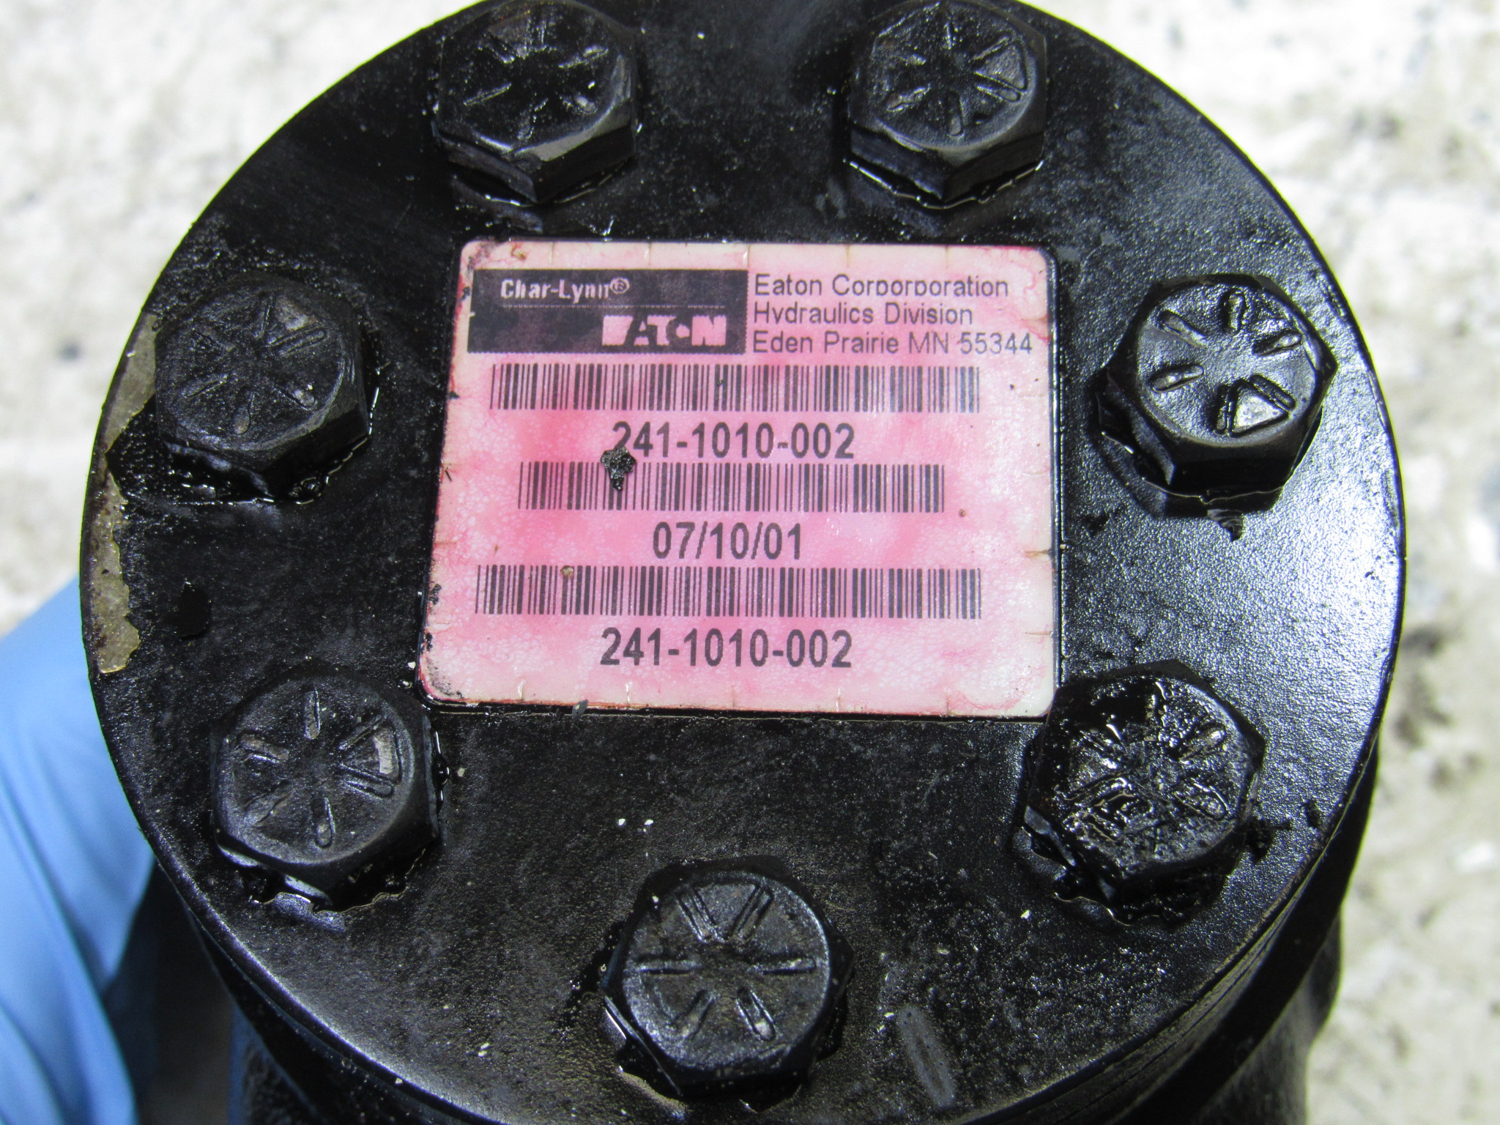 Char-Lynn®
EATON
Eaton Corporporation
Hydraulics Division
Eden Prairie MN 55344
241-1010-002
07/10/01
241-1010-002